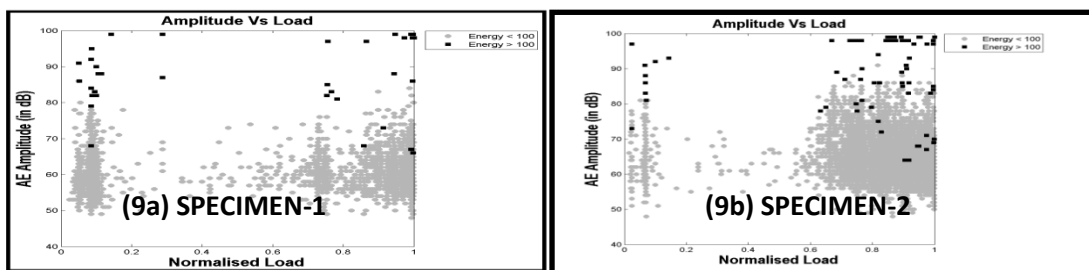 Amplitude Vs Load
AE Amplitude (in dB)
100
90
80
70
60
50
40
0
0.2
0.4
0.6
0.8
1
Normalised Load
Energy < 100
Energy > 100
(9a) SPECIMEN-1
Amplitude Vs Load
AE Amplitude (in dB)
100
90
80
70
60
50
40
0
0.2
0.4
0.6
0.8
1
Normalised Load
Energy < 100
Energy > 100
(9b) SPECIMEN-2